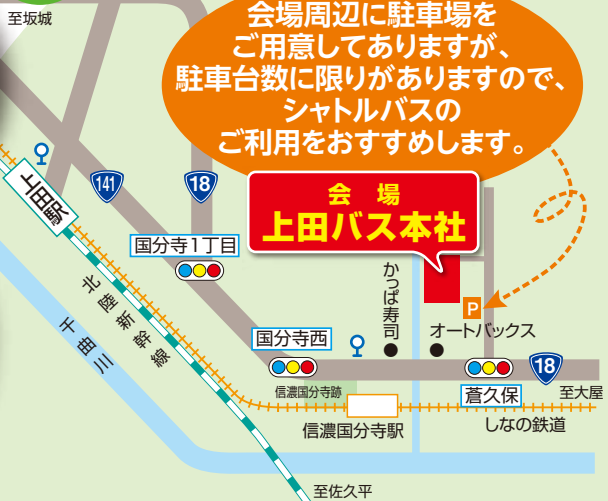 至坂城
会場周辺に駐車場を
ご用意してありますが、
駐車台数に限りがありますので、
シャトルバスの
ご利用をおすすめします。
上田駅
141
18
会場
上田バス本社
国分寺1丁目
北陸新幹線
千曲川
かっぱ寿司
P
オートバックス
国分寺西
18
信濃国分寺跡
蒼久保
至大屋
信濃国分寺駅
しなの鉄道
至佐久平